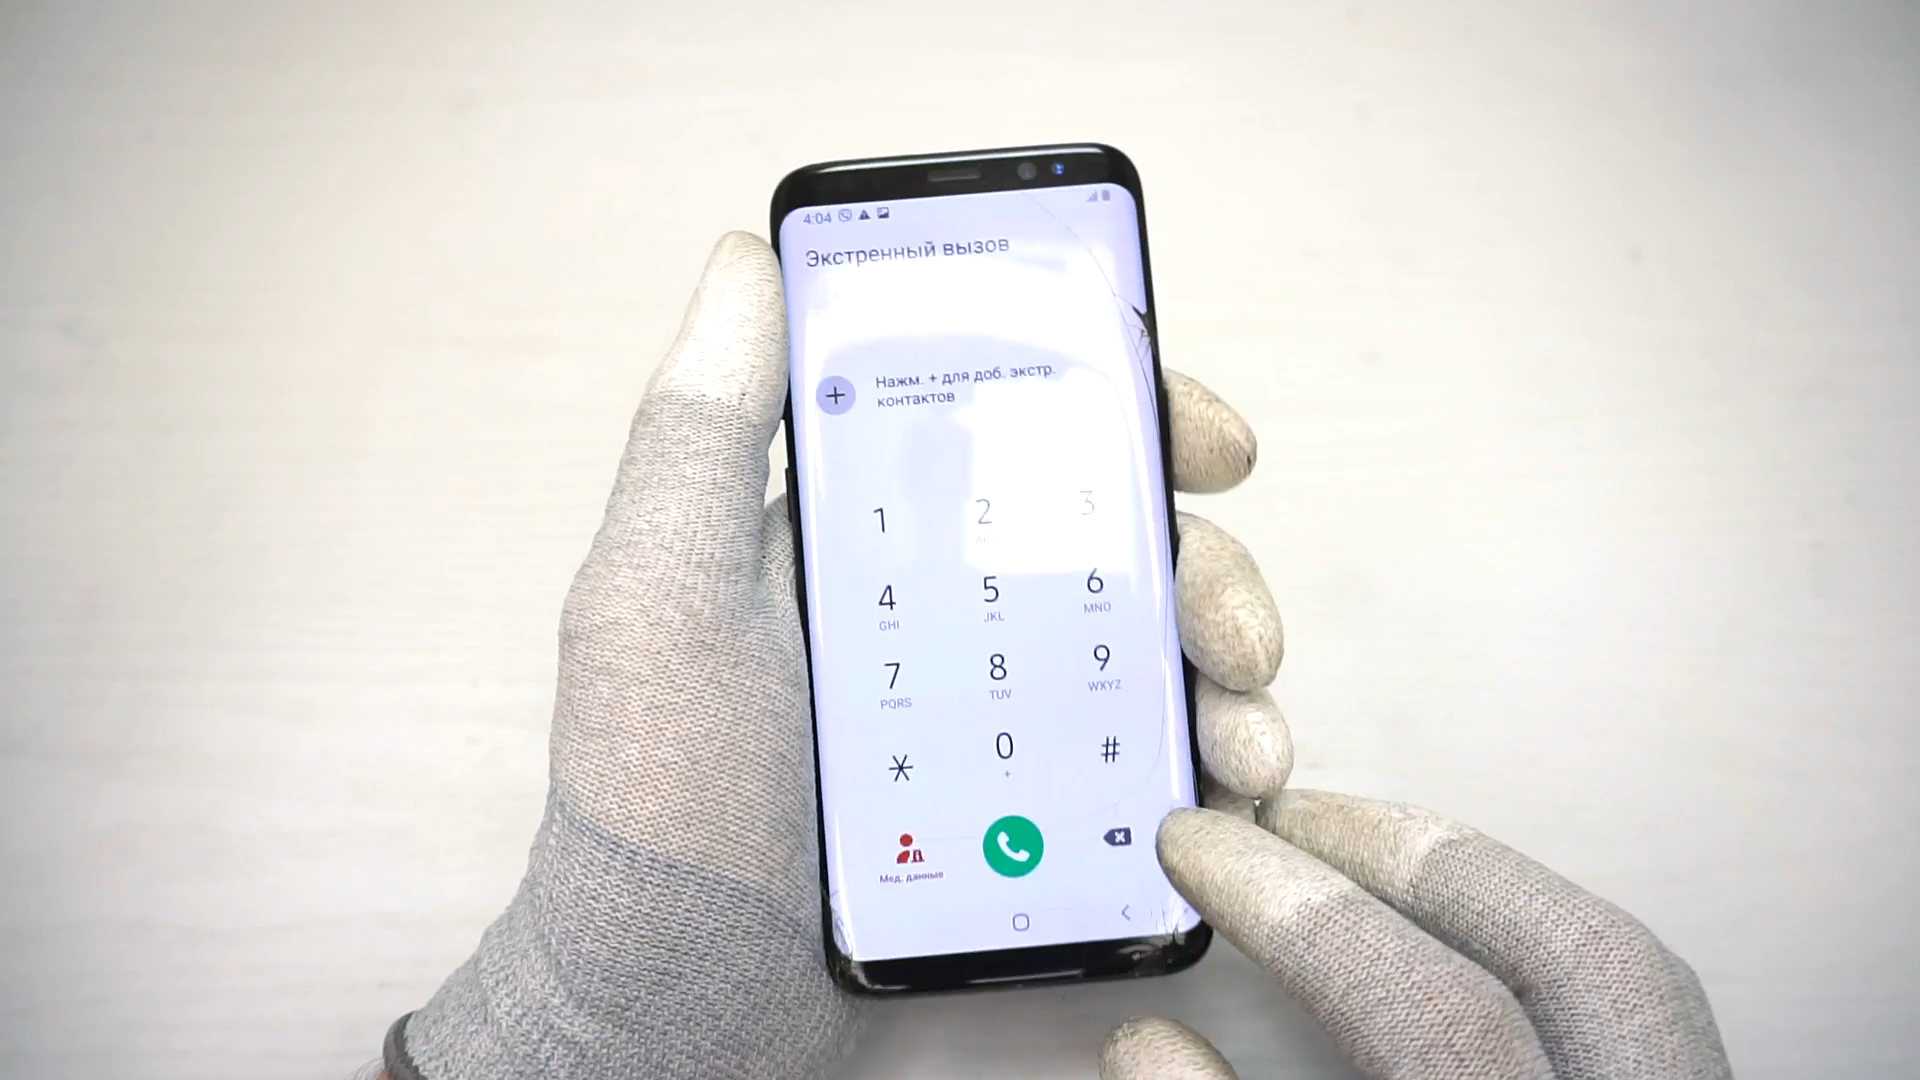 4:04
Экстренный вызов
Нажм. + для доб. экстр.
контактов
1 2 3
ABC
4 5 6
GHI JKL MNO
7 8 9
PQRS TUV WXYZ
* 0 #
+
Мед. данные